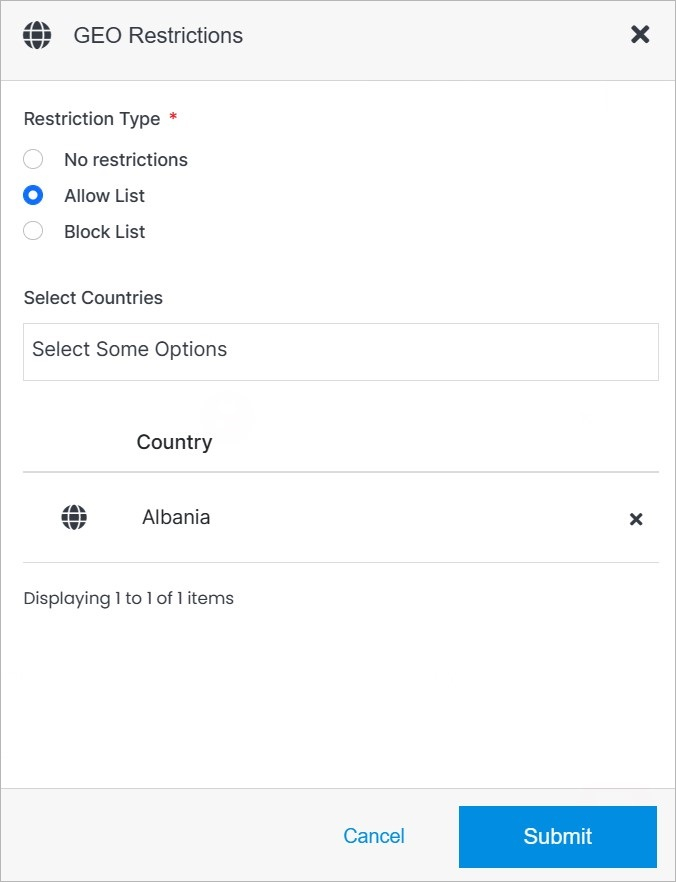 GEO Restrictions
Restriction Type *
No restrictions
Allow List
Block List
Select Countries
Select Some Options
Country
Albania
Displaying 1 to 1 of 1 items
Cancel
Submit